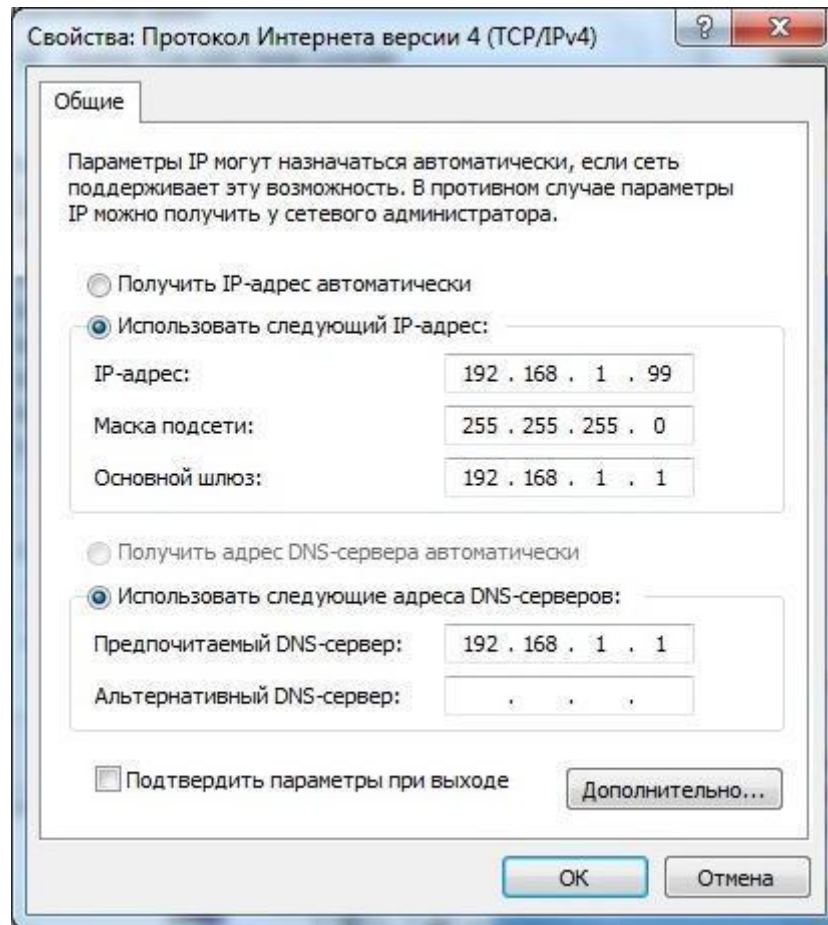 Свойства: Протокол Интернета версии 4 (TCP/IPv4)
?
Общие
Параметры IP могут назначаться автоматически, если сеть
поддерживает эту возможность. В противном случае параметры
IP можно получить у сетевого администратора.
Получить IP-адрес автоматически
Использовать следующий IP-адрес:
IP-адрес: 192 . 168 . 1 . 99
Маска подсети: 255 . 255 . 255 . 0
Основной шлюз: 192 . 168 . 1 . 1
Получить адрес DNS-сервера автоматически
Использовать следующие адреса DNS-серверов:
Предпочитаемый DNS-сервер: 192 . 168 . 1 . 1
Альтернативный DNS-сервер: . . .
Подтвердить параметры при выходе
Дополнительно...
ОК Отмена